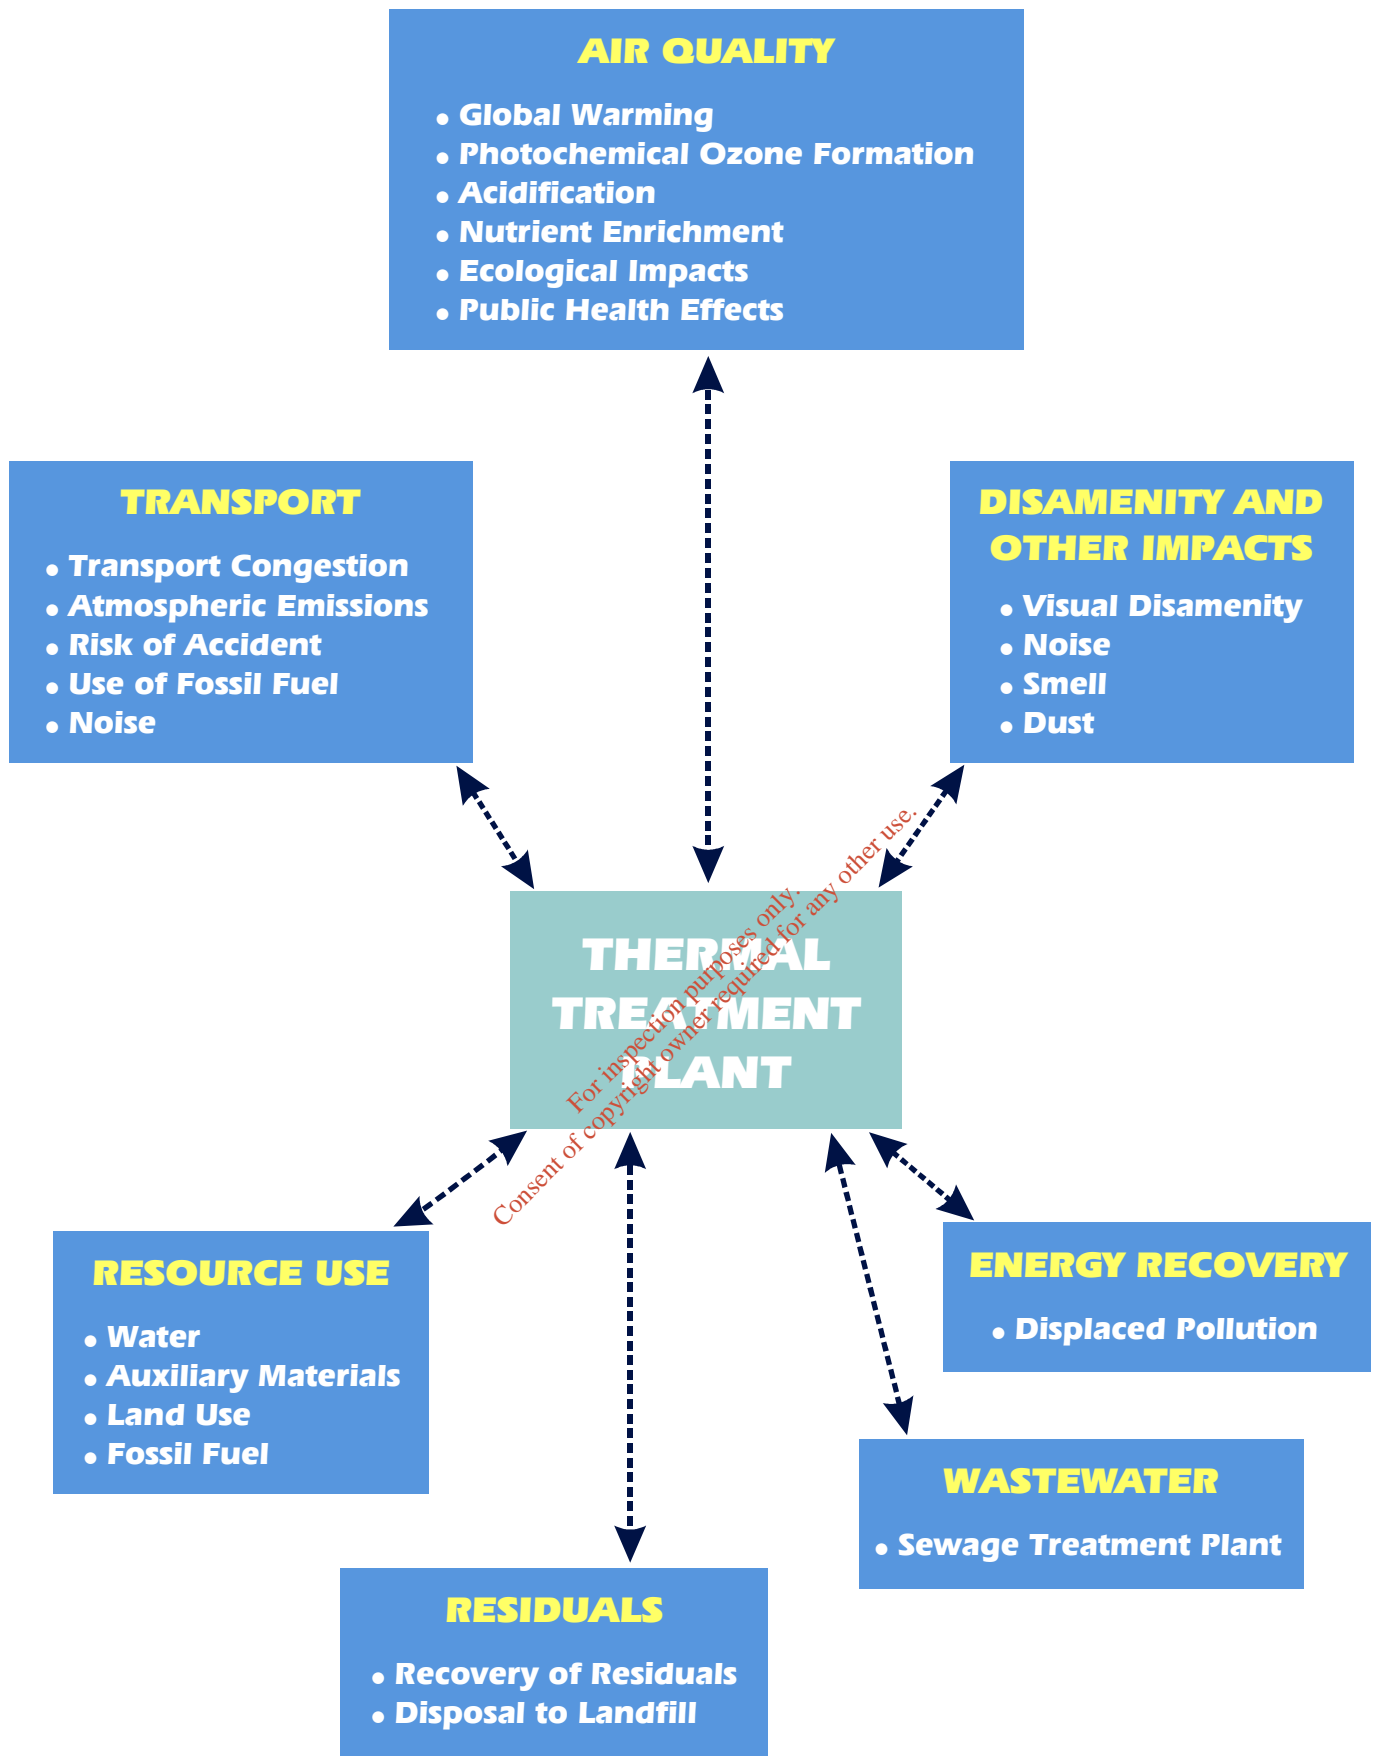 AIR QUALITY
• Global Warming
• Photochemical Ozone Formation
• Acidification
• Nutrient Enrichment
• Ecological Impacts
• Public Health Effects
TRANSPORT
• Transport Congestion
• Atmospheric Emissions
• Risk of Accident
• Use of Fossil Fuel
• Noise
DISAMENITY AND
OTHER IMPACTS
• Visual Disamenity
• Noise
• Smell
• Dust
THERMAL
TREATMENT
PLANT
For inspection purposes only.
Consent of copyright owner required for any other use.
RESOURCE USE
• Water
• Auxiliary Materials
• Land Use
• Fossil Fuel
ENERGY RECOVERY
• Displaced Pollution
WASTEWATER
• Sewage Treatment Plant
RESIDUALS
• Recovery of Residuals
• Disposal to Landfill